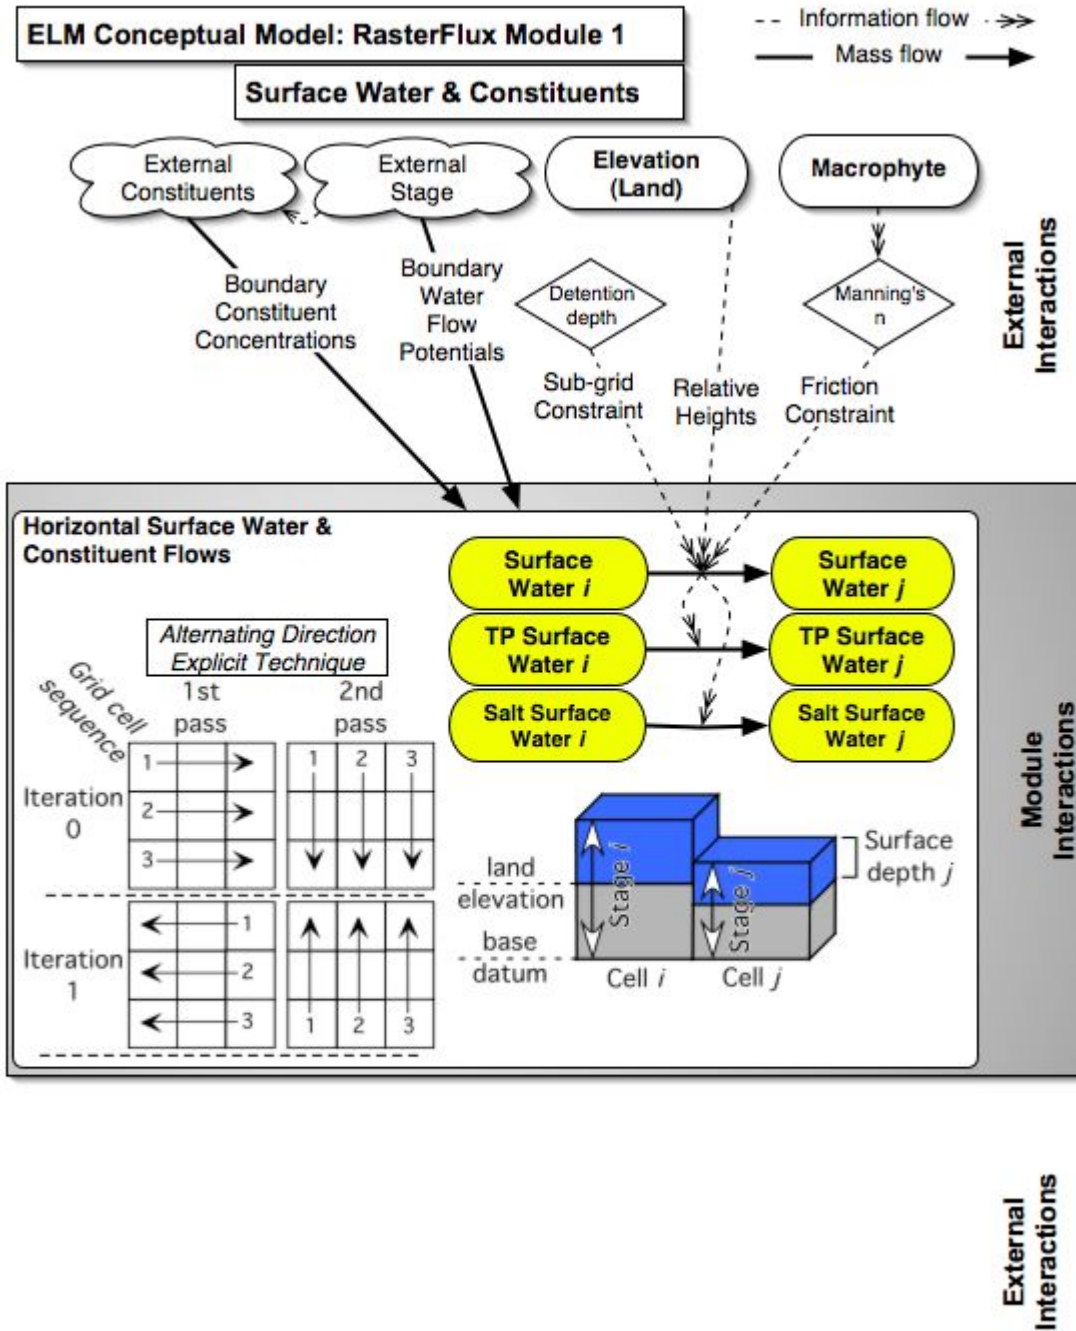 ELM Conceptual Model: RasterFlux Module 1
Surface Water & Constituents
Information flow
Mass flow
External
Constituents
External
Stage
Elevation
(Land)
Macrophyte
External
Interactions
Boundary
Constituent
Concentrations
Boundary
Water
Flow
Potentials
Detention
depth
Manning's
n
Sub-grid
Constraint
Relative
Heights
Friction
Constraint
Horizontal Surface Water &
Constituent Flows
Surface
Water i
Surface
Water j
TP Surface
Water i
TP Surface
Water j
Salt Surface
Water i
Salt Surface
Water j
Alternating Direction
Explicit Technique
Grid cell
sequence
1st
pass
2nd
pass
Iteration
0
1
2
3
1 2 3
Iteration
1
1
2
3
1 2 3
land
elevation
base
datum
Stage i
Stage j
Surface
depth j
Cell i
Cell j
Module
Interactions
External
Interactions